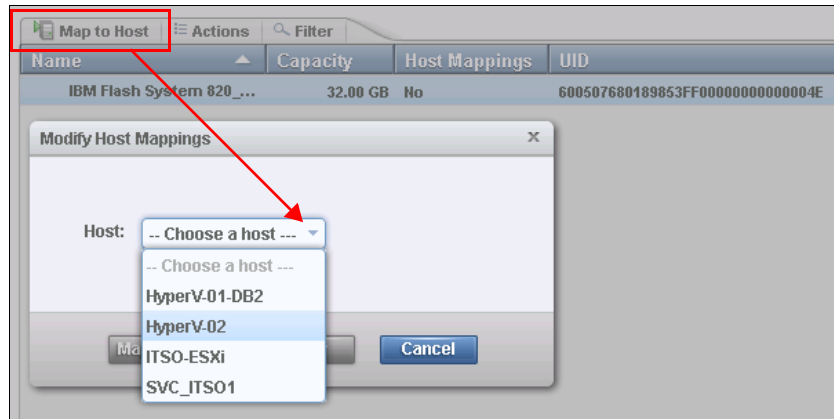 Map to Host Actions Filter
Name Capacity Host Mappings UID
IBM Flash System 820_... 32.00 GB No 600507680189853FF00000000000004E
Modify Host Mappings x
Host: -- Choose a host ---
-- Choose a host ---
HyperV-01-DB2
HyperV-02
Cancel
ITSO-ESXi
SVC_ITSO1